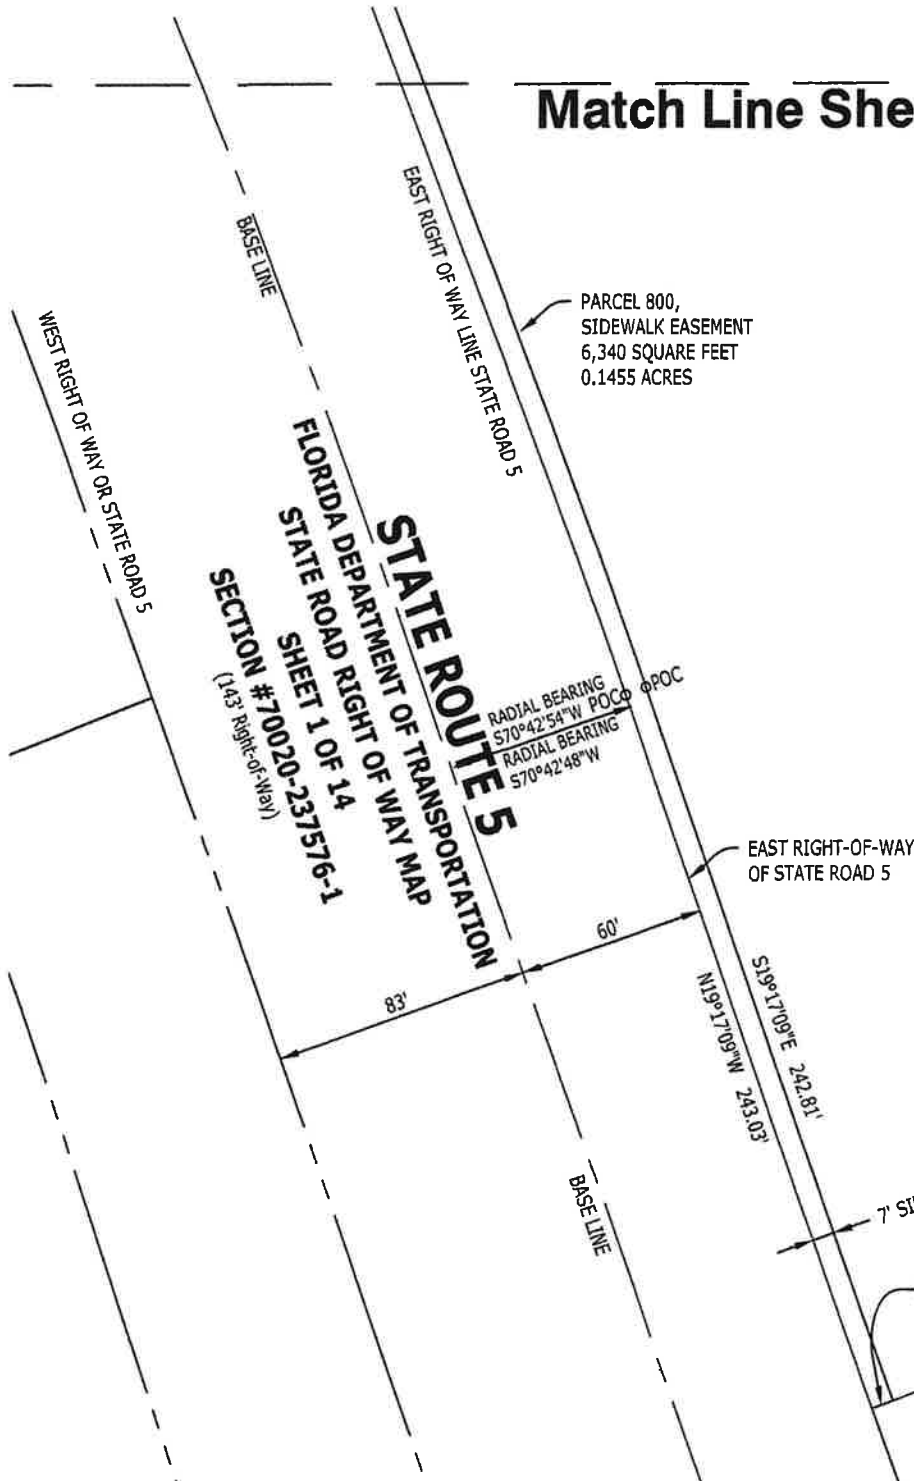 Match Line She
EAST RIGHT OF WAY LINE STATE ROAD 5
BASE LINE
PARCEL 800,
SIDEWALK EASEMENT
6,340 SQUARE FEET
0.1455 ACRES
WEST RIGHT OF WAY OR STATE ROAD 5
STATE ROUTE 5
FLORIDA DEPARTMENT OF TRANSPORTATION
STATE ROAD RIGHT OF WAY MAP
SHEET 1 OF 14
SECTION #70020-237576-1
(143' Right-of-Way)
RADIAL BEARING
S70°42'54"W POC POC
RADIAL BEARING
S70°42'48"W
EAST RIGHT-OF-WAY
OF STATE ROAD 5
60'
83'
S19°17'09"E 242.81'
N19°17'09"W 243.03'
BASE LINE
7' SI